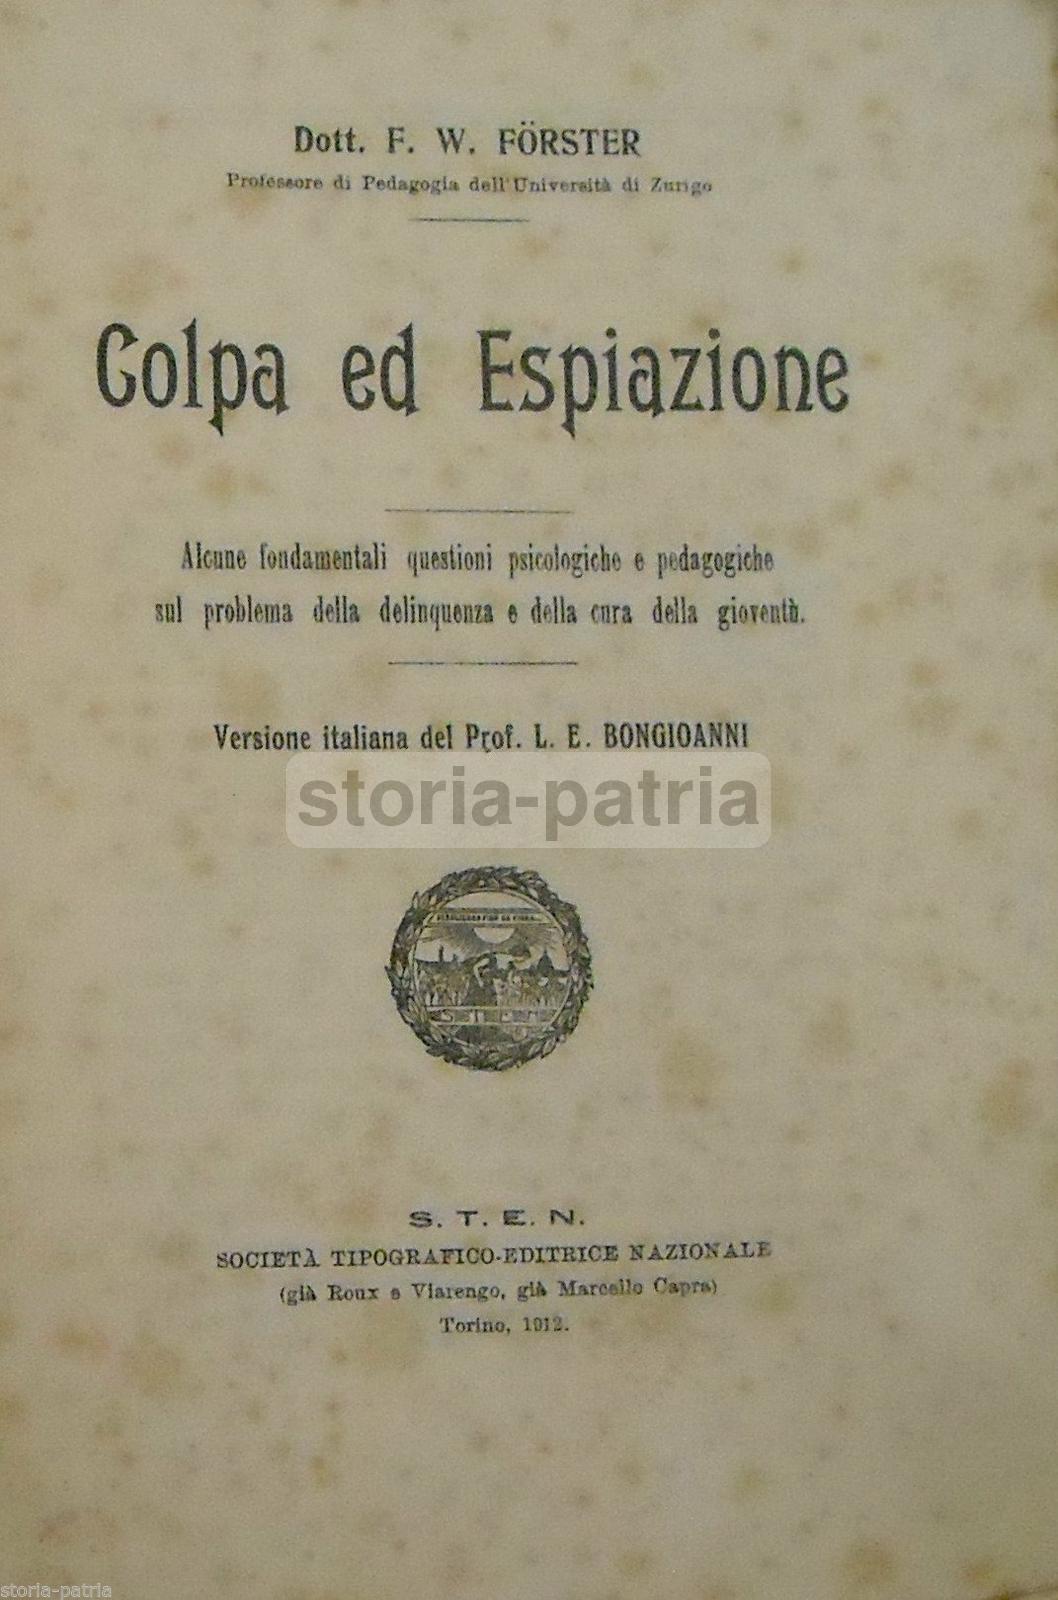 Dott. F. W. FÖRSTER
Professore di Pedagogia dell'Università di Zurigo
Colpa ed Espiazione
Alcune fondamentali questioni psicologiche e pedagogiche
sul problema della delinquenza e della cura della gioventù.
Versione italiana del Prof. L. E. BONGIOANNI
storia-patria
S. T. E. N.
SOCIETÀ TIPOGRAFICO-EDITRICE NAZIONALE
(già Roux e Viarengo, già Marcello Capra)
Torino, 1912.
storia-patria